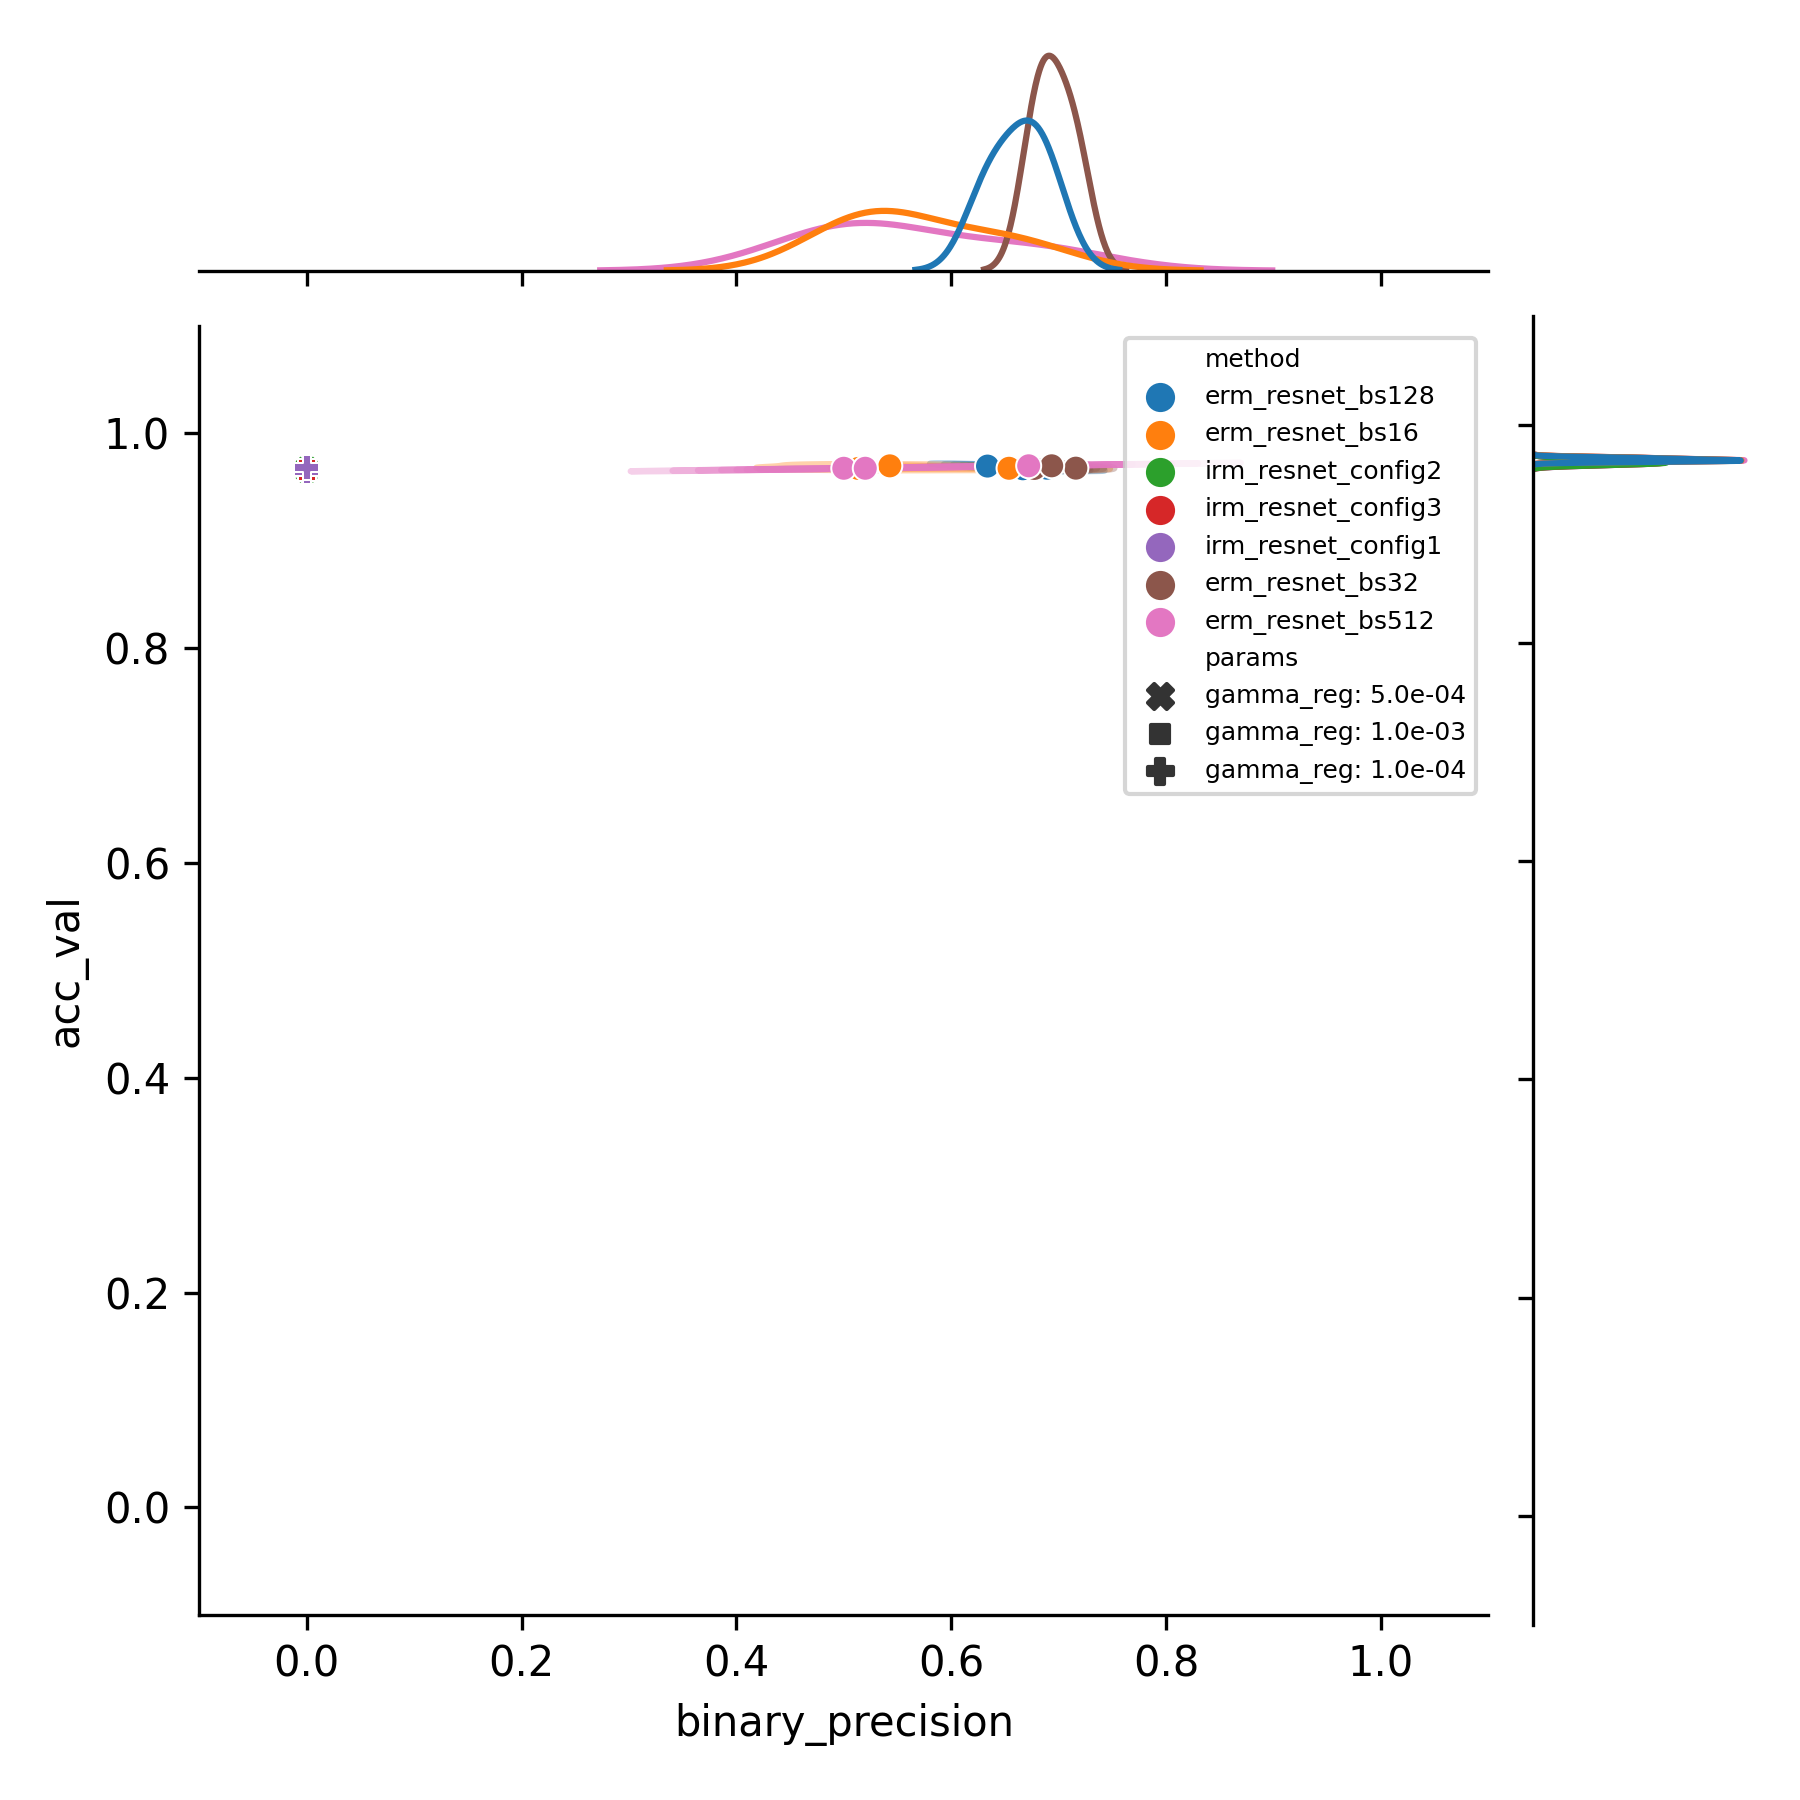 method
erm_resnet_bs128
erm_resnet_bs16
irm_resnet_config2
irm_resnet_config3
irm_resnet_config1
erm_resnet_bs32
erm_resnet_bs512
params
gamma_reg: 5.0e-04
gamma_reg: 1.0e-03
gamma_reg: 1.0e-04
1.0
0.8
0.6
0.4
0.2
0.0
acc_val
0.0 0.2 0.4 0.6 0.8 1.0
binary_precision